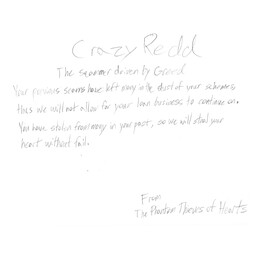 Crazy Redd
The scammer driven by Greed
Your previous scams have left many in the dust of your schemes
thus we will not allow for your loan business to continue on.
You have stolen from many in your past, so we will steal your
heart without fail.
From
The Phantom Thieves of Hearts